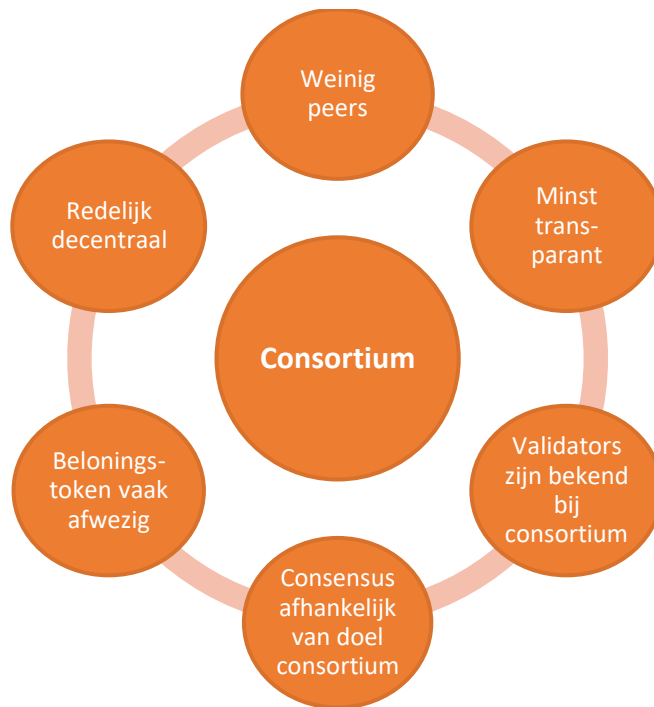 Weinig
peers
Minst
trans-
parant
Validators
zijn bekend
bij
consortium
Consensus
afhankelijk
van doel
consortium
Belonings-
token vaak
afwezig
Redelijk
decentraal
Consortium